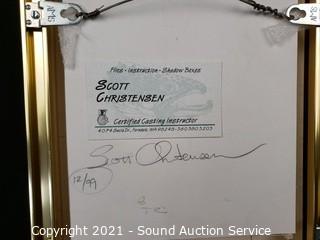 Flies - Instruction - Shadow Boxes
SCOTT
CHRISTENSEN
Certified Casting Instructor
Scott Christensen
12/99
Copyright 2021 - Sound Auction Service